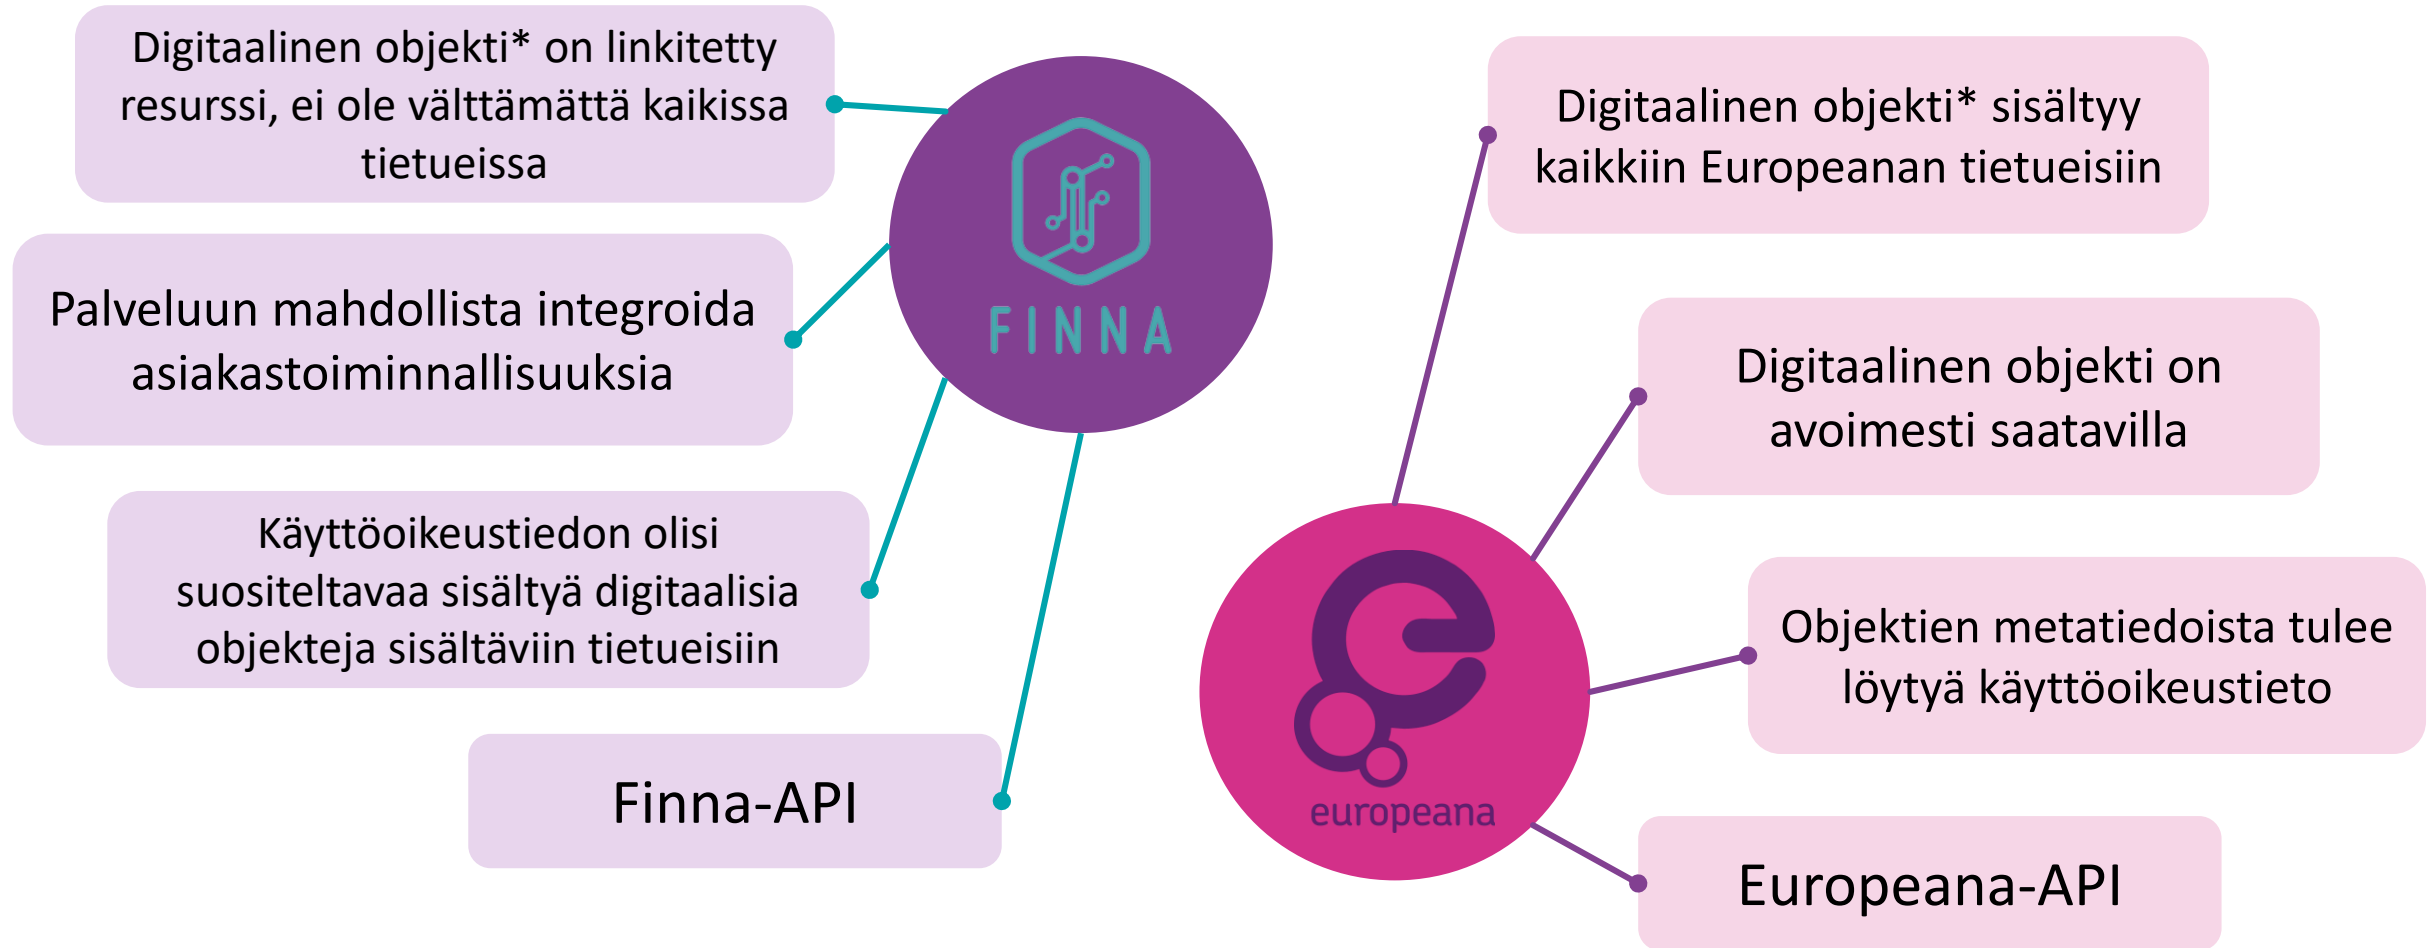 Digitaalinen objekti* on linkitetty
resurssi, ei ole välttämättä kaikissa
tietueissa
Palveluun mahdollista integroida
asiakastoiminnallisuuksia
Käyttöoikeustiedon olisi
suositeltavaa sisältyä digitaalisia
objekteja sisältäviin tietueisiin
Finna-API
FINNA
Digitaalinen objekti* sisältyy
kaikkiin Europeanan tietueisiin
Digitaalinen objekti on
avoimesti saatavilla
Objektien metatiedoista tulee
löytyä käyttöoikeustieto
Europeana-API
europeana